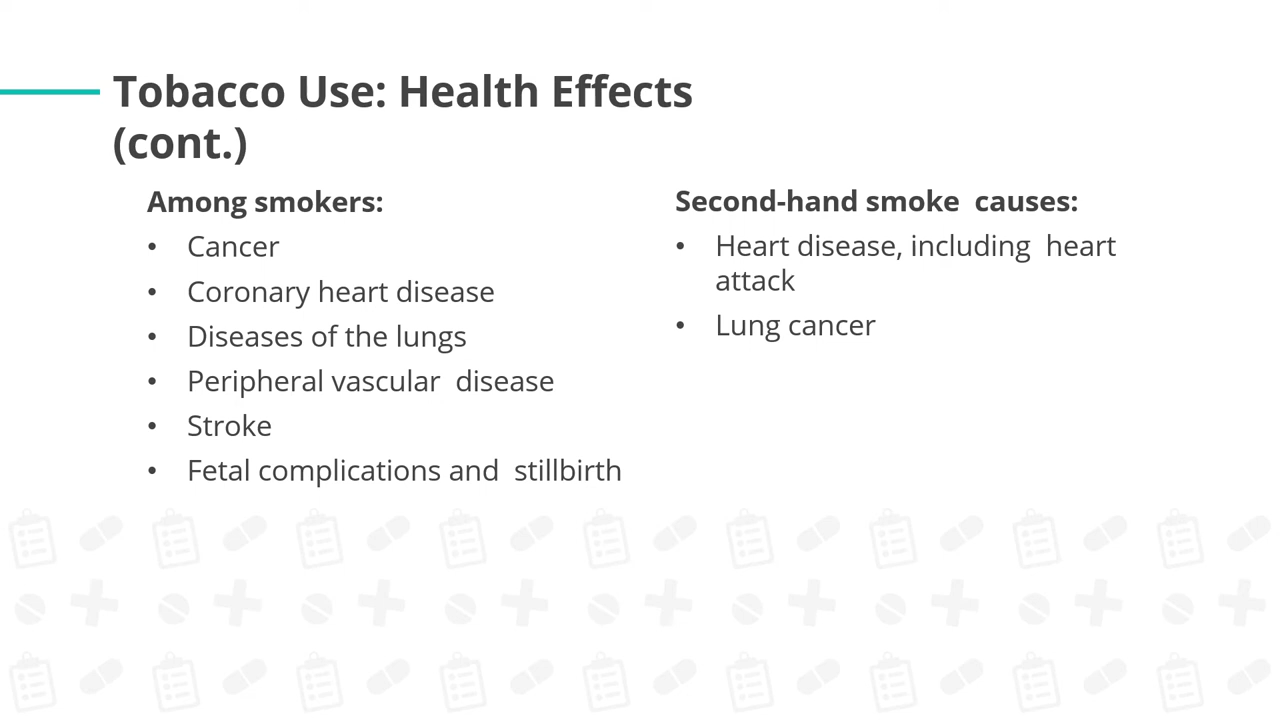 Tobacco Use: Health Effects
(cont.)
Among smokers:
• Cancer
• Coronary heart disease
• Diseases of the lungs
• Peripheral vascular  disease
• Stroke
• Fetal complications and  stillbirth
Second-hand smoke  causes:
• Heart disease, including  heart
attack
• Lung cancer